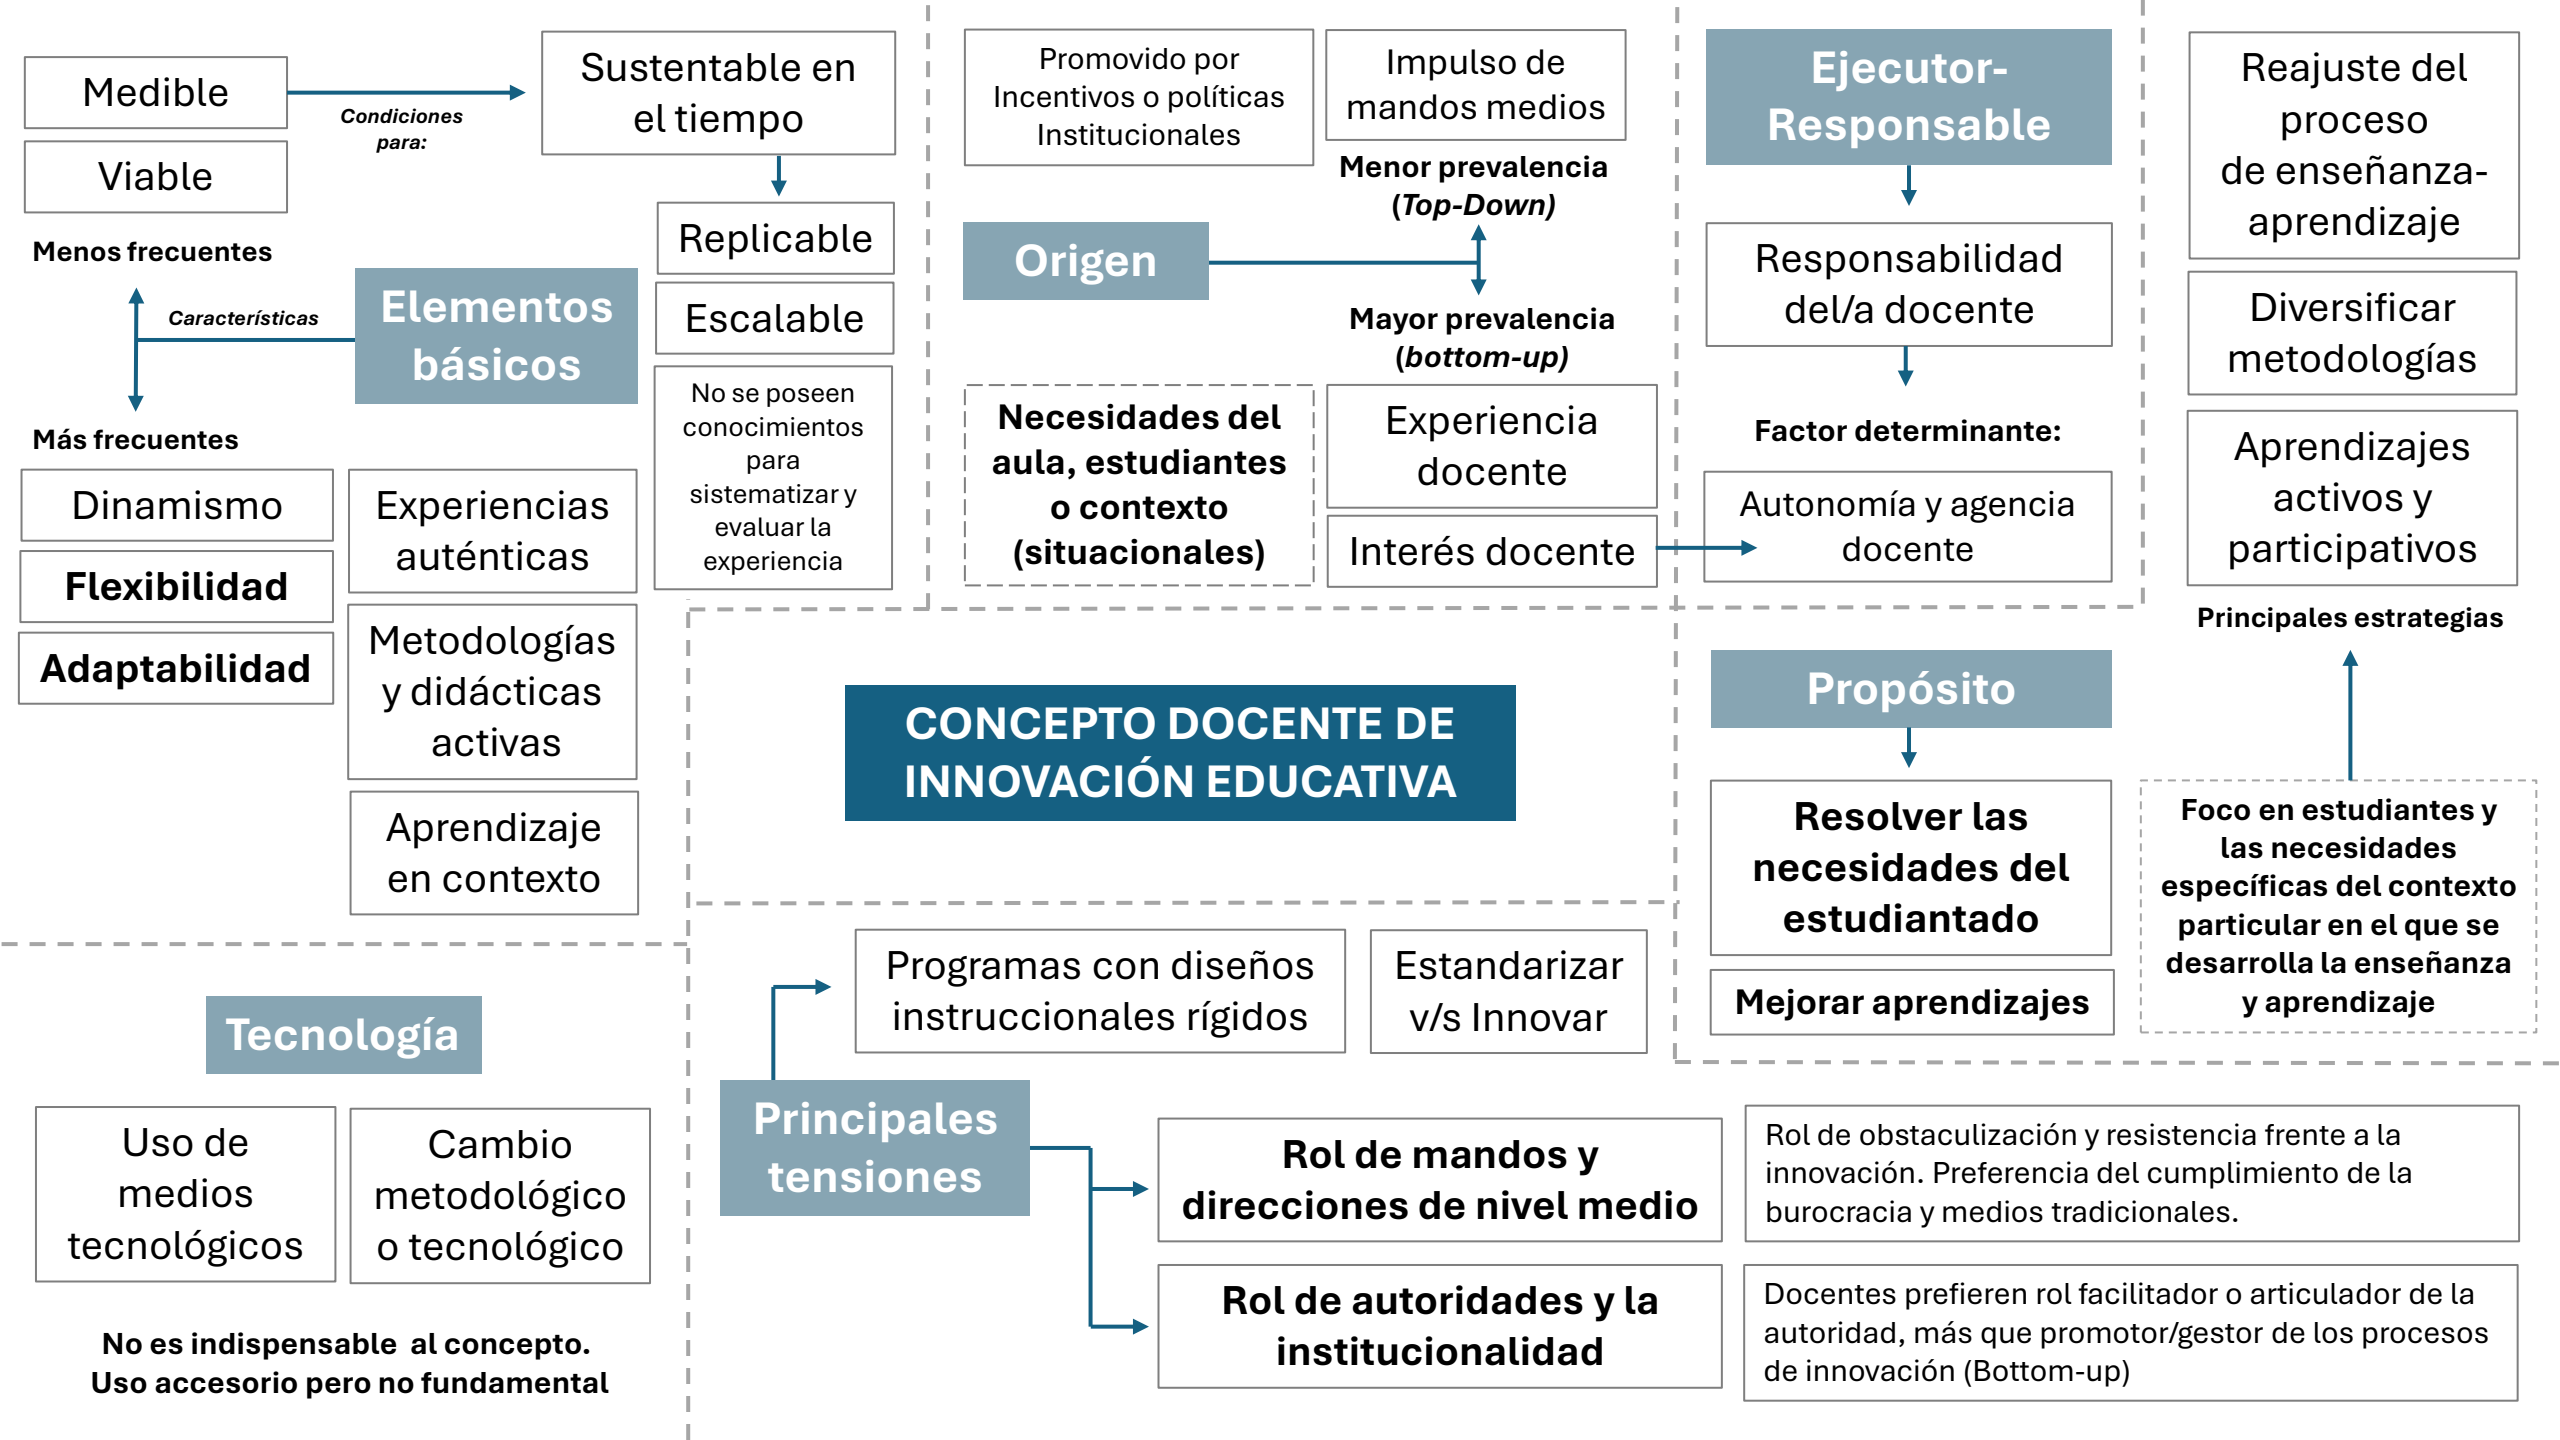 Medible
Condiciones
para:
Sustentable en
el tiempo
Viable
Menos frecuentes
Replicable
Escalable
No se poseen
conocimientos
para
sistematizar y
evaluar la
experiencia
Características
Elementos
básicos
Más frecuentes
Dinamismo
Flexibilidad
Adaptabilidad
Experiencias
auténticas
Metodologías
y didácticas
activas
Aprendizaje
en contexto
Promovido por
Incentivos o políticas
Institucionales
Impulso de
mandos medios
Menor prevalencia
(Top-Down)
Origen
Mayor prevalencia
(bottom-up)
Necesidades del
aula, estudiantes
o contexto
(situacionales)
Experiencia
docente
Interés docente
Ejecutor-
Responsable
Responsabilidad
del/a docente
Factor determinante:
Autonomía y agencia
docente
Reajuste del
proceso
de enseñanza-
aprendizaje
Diversificar
metodologías
Aprendizajes
activos y
participativos
Principales estrategias
CONCEPTO DOCENTE DE
INNOVACIÓN EDUCATIVA
Propósito
Resolver las
necesidades del
estudiantado
Mejorar aprendizajes
Foco en estudiantes y
las necesidades
específicas del contexto
particular en el que se
desarrolla la enseñanza
y aprendizaje
Tecnología
Uso de
medios
tecnológicos
Cambio
metodológico
o tecnológico
No es indispensable  al concepto.
Uso accesorio pero no fundamental
Programas con diseños
instruccionales rígidos
Estandarizar
v/s Innovar
Principales
tensiones
Rol de mandos y
direcciones de nivel medio
Rol de obstaculización y resistencia frente a la
innovación. Preferencia del cumplimiento de la
burocracia y medios tradicionales.
Rol de autoridades y la
institucionalidad
Docentes prefieren rol facilitador o articulador de la
autoridad, más que promotor/gestor de los procesos
de innovación (Bottom-up)